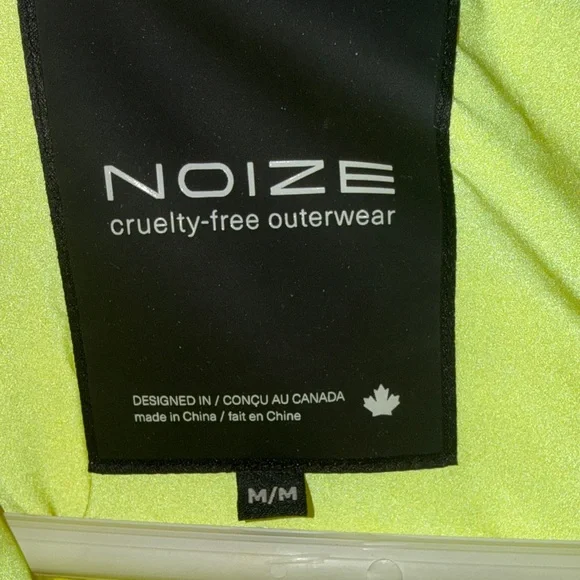 NOIZE
cruelty-free outerwear
DESIGNED IN / CONÇU AU CANADA
made in China / fait en Chine
M/M